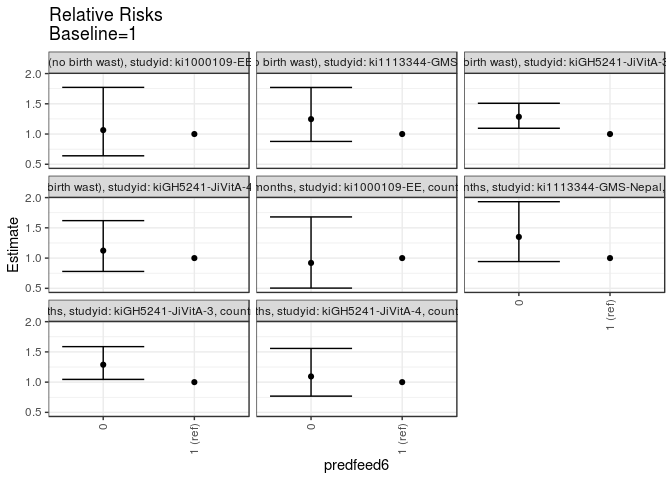 Relative Risks
Baseline=1
(no birth wast), studyid: ki1000109-EE
birth wast), studyid: ki1113344-GMS
birth wast), studyid: kiGH5241-JiVitA-3
2.0
1.5
1.0
0.5
birth wast), studyid: kiGH5241-JiVitA-4
months, studyid: ki1000109-EE, count
studyid: ki1113344-GMS-Nepal,
2.0
1.5
1.0
0.5
Estimate
studyid: kiGH5241-JiVitA-3, count
studyid: kiGH5241-JiVitA-4, count
0
1 (ref)
2.0
1.5
1.0
0.5
0
1 (ref)
0
1 (ref)
predfeed6